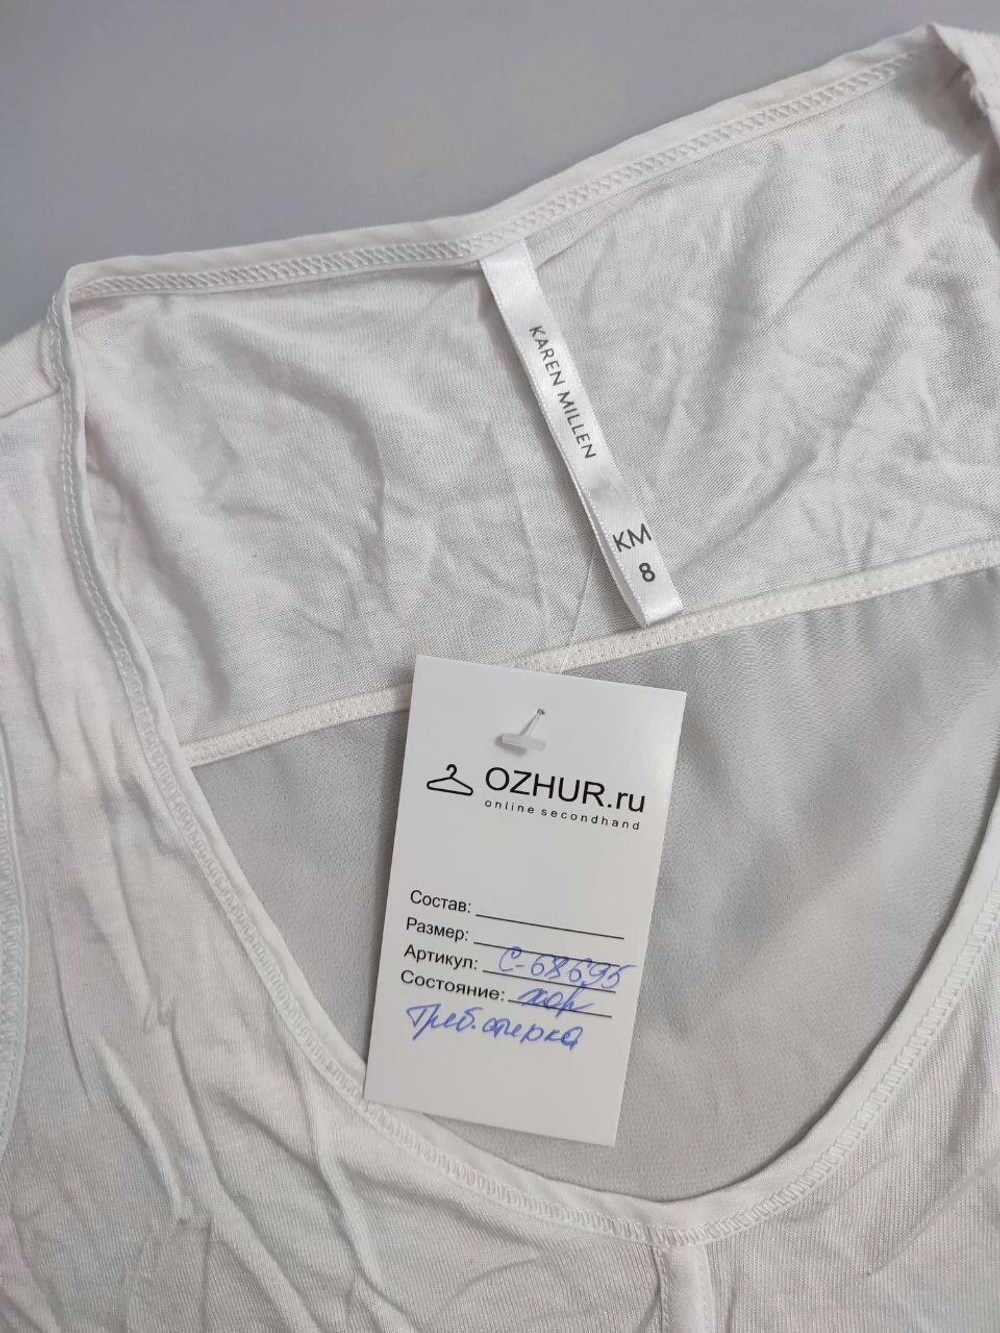 KAREN MILLEN
KM
8
OZHUR.ru
online secondhand
Состав:
Размер:
Артикул: С-68695
Состояние: хор
Треб. стирка